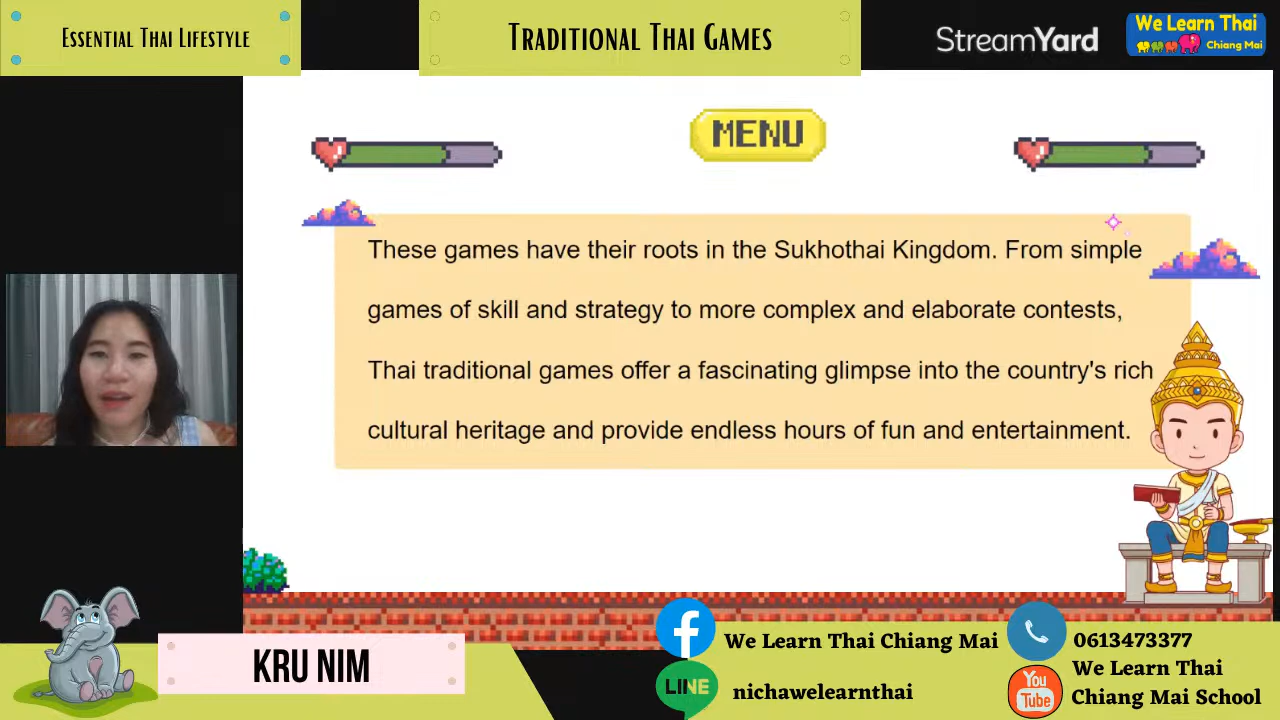 Essential Thai Lifestyle
Traditional Thai Games
StreamYard
We Learn Thai
Chiang Mai
MENU
These games have their roots in the Sukhothai Kingdom. From simple
games of skill and strategy to more complex and elaborate contests,
Thai traditional games offer a fascinating glimpse into the country's rich
cultural heritage and provide endless hours of fun and entertainment.
KRU NIM
We Learn Thai Chiang Mai
LINE
nichawelearnthai
0613473377
You
Tube
We Learn Thai
Chiang Mai School